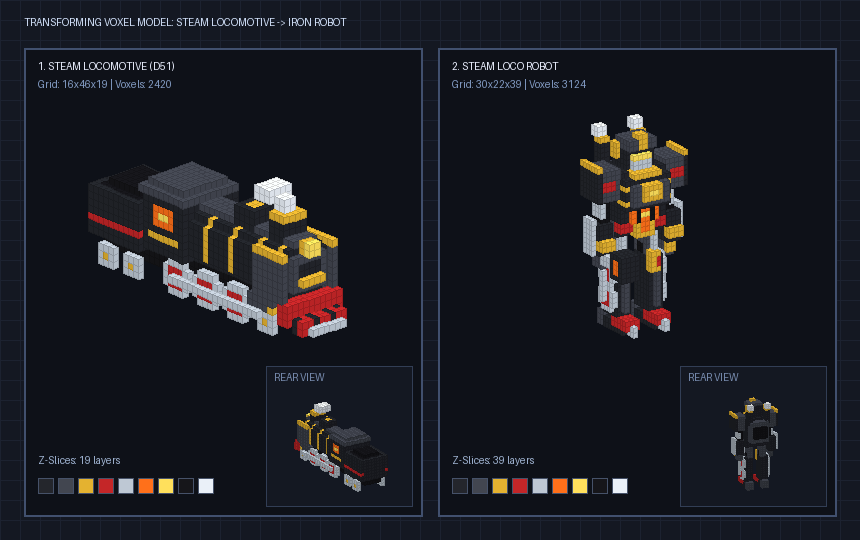 TRANSFORMING VOXEL MODEL: STEAM LOCOMOTIVE -> IRON ROBOT
1. STEAM LOCOMOTIVE (D51)
Grid: 16x46x19 | Voxels: 2420
REAR VIEW
Z-Slices: 19 layers
2. STEAM LOCO ROBOT
Grid: 30x22x39 | Voxels: 3124
REAR VIEW
Z-Slices: 39 layers